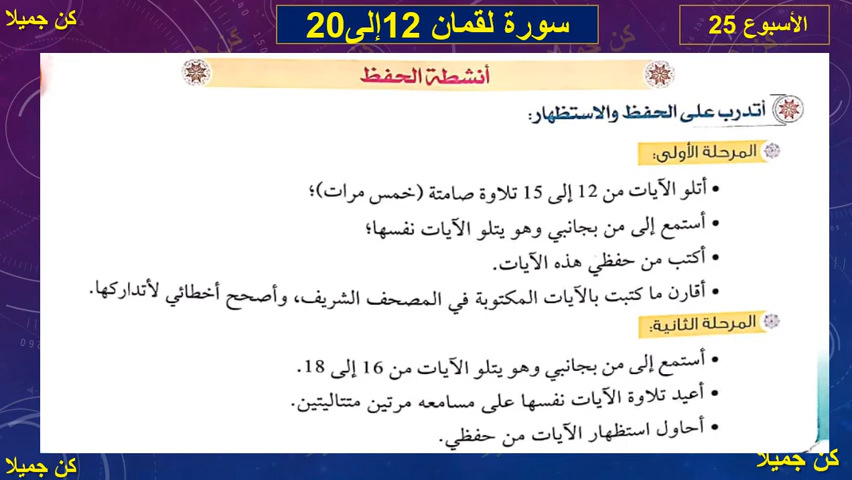 كن جميلا
سورة لقمان 12إلى20
الأسبوع 25
أنشطة الحفظ
أتدرب على الحفظ والاستظهار:
المرحلة الأولى:
• أتلو الآيات من 12 إلى 15 تلاوة صامتة (خمس مرات)؛
• أستمع إلى من بجانبي وهو يتلو الآيات نفسها؛
• أكتب من حفظي هذه الآيات.
• أقارن ما كتبت بالآيات المكتوبة في المصحف الشريف، وأصحح أخطائي لأتداركها.
المرحلة الثانية:
• أستمع إلى من بجانبي وهو يتلو الآيات من 16 إلى 18.
• أعيد تلاوة الآيات نفسها على مسامعه مرتين متتاليتين.
• أحاول استظهار الآيات من حفظي.
كن جميلا
كن جميلا